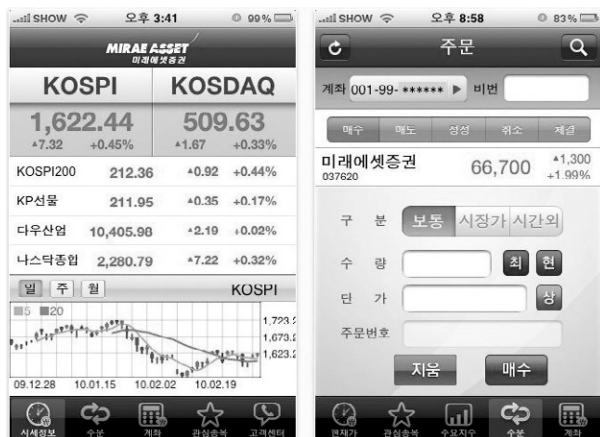 SHOW 오후 3:41 99%
MIRAE ASSET
미래에셋증권
KOSPI KOSDAQ
1,622.44 509.63
▲7.32 +0.45% ▲1.67 +0.33%
KOSPI200 212.36 ▲0.92 +0.44%
KP선물 211.95 ▲0.35 +0.17%
다우산업 10,405.98 ▲2.19 +0.02%
나스닥종합 2,280.79 ▲7.22 +0.32%
일 주 월 KOSPI
5 20
1,723.2
1,673.2
1,623.2
09.12.28 10.01.15 10.02.02 10.02.19
시세정보 주문 계좌 관심종목 고객센터
SHOW 오후 8:58 83%
주문
계좌 001-99-****** ▶ 비번
매수 매도 정정 취소 체결
미래에셋증권 66,700 ▲1,300
037620 +1.99%
구 분 보통 시장가 시간외
수 량 최 현
단 가 상
주문번호
지움 매수
현재가 관심종목 주문 계좌